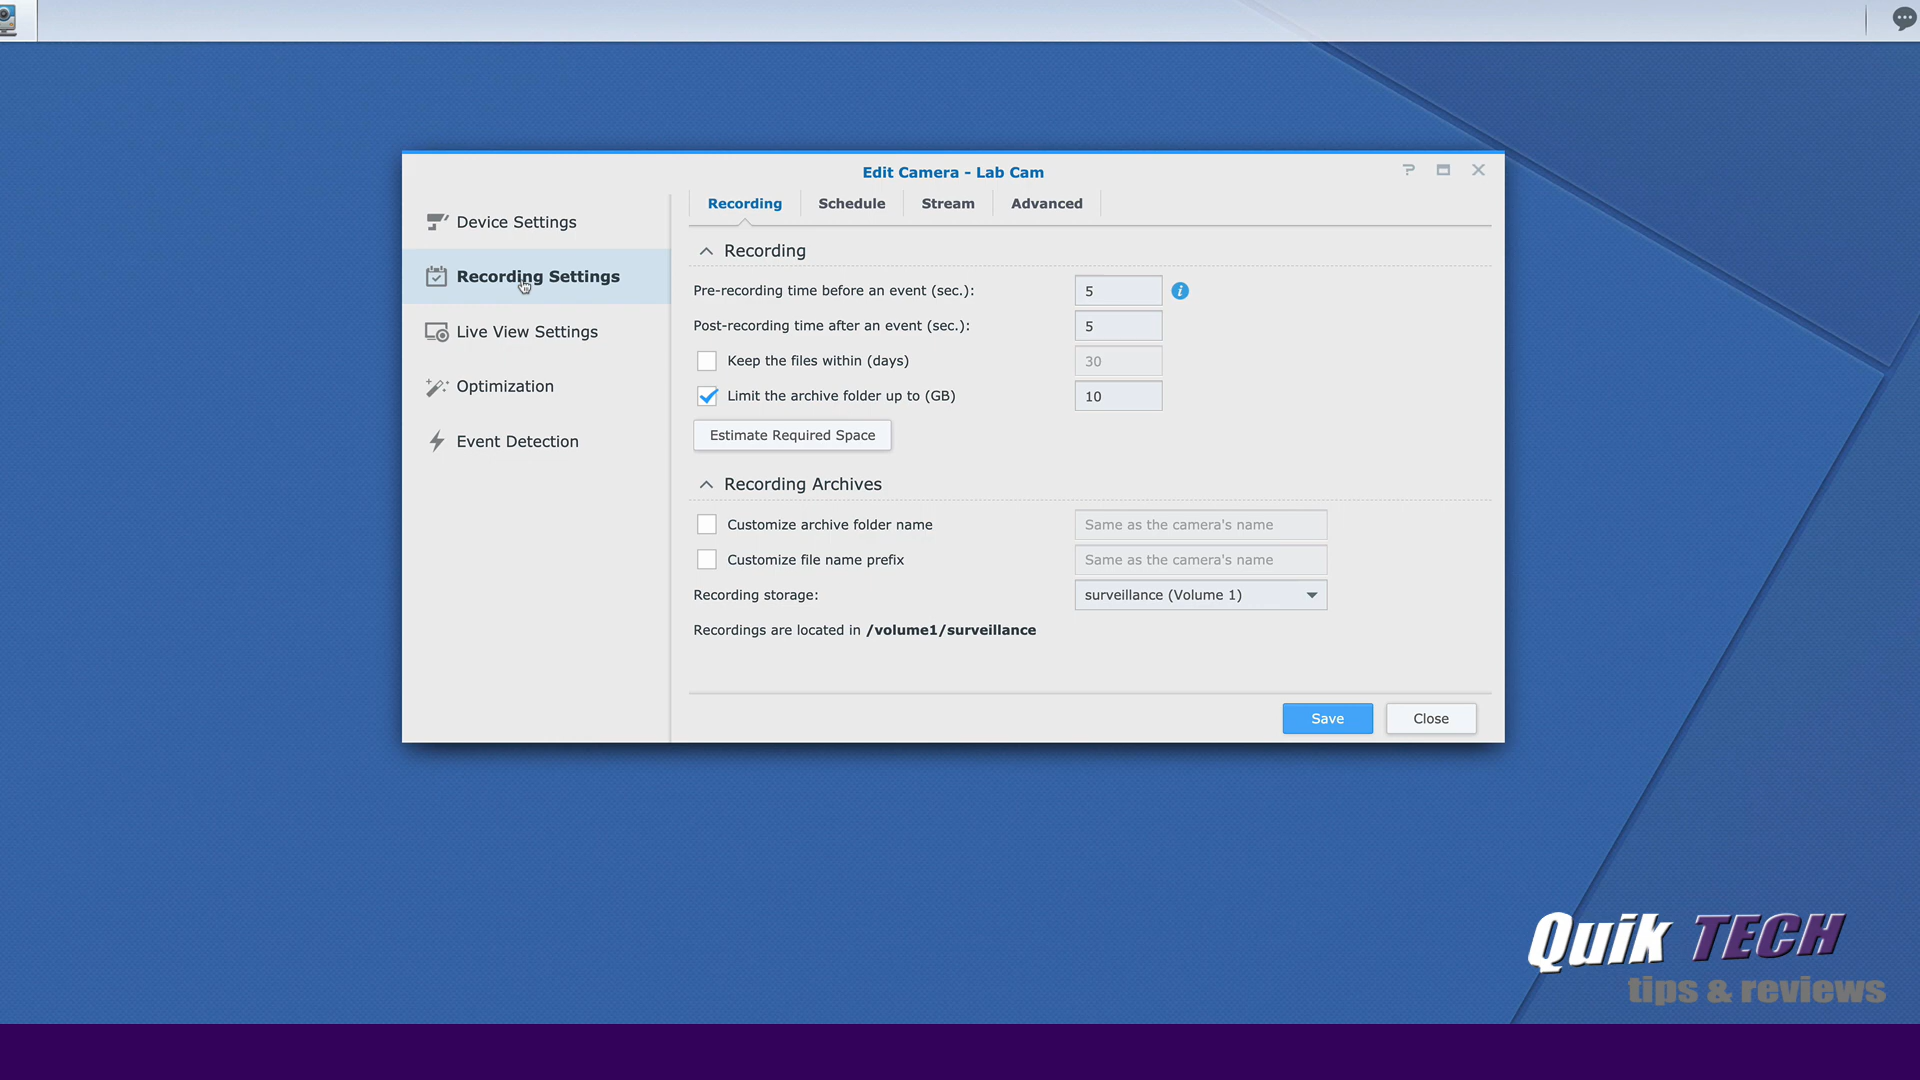 Edit Camera - Lab Cam
Device Settings
Recording Settings
Live View Settings
Optimization
Event Detection
Recording Schedule Stream Advanced
Recording
Pre-recording time before an event (sec.): 5
Post-recording time after an event (sec.): 5
Keep the files within (days) 30
Limit the archive folder up to (GB) 10
Estimate Required Space
Recording Archives
Customize archive folder name Same as the camera's name
Customize file name prefix Same as the camera's name
Recording storage: surveillance (Volume 1)
Recordings are located in /volume1/surveillance
Save Close
Quik TECH
tips & reviews